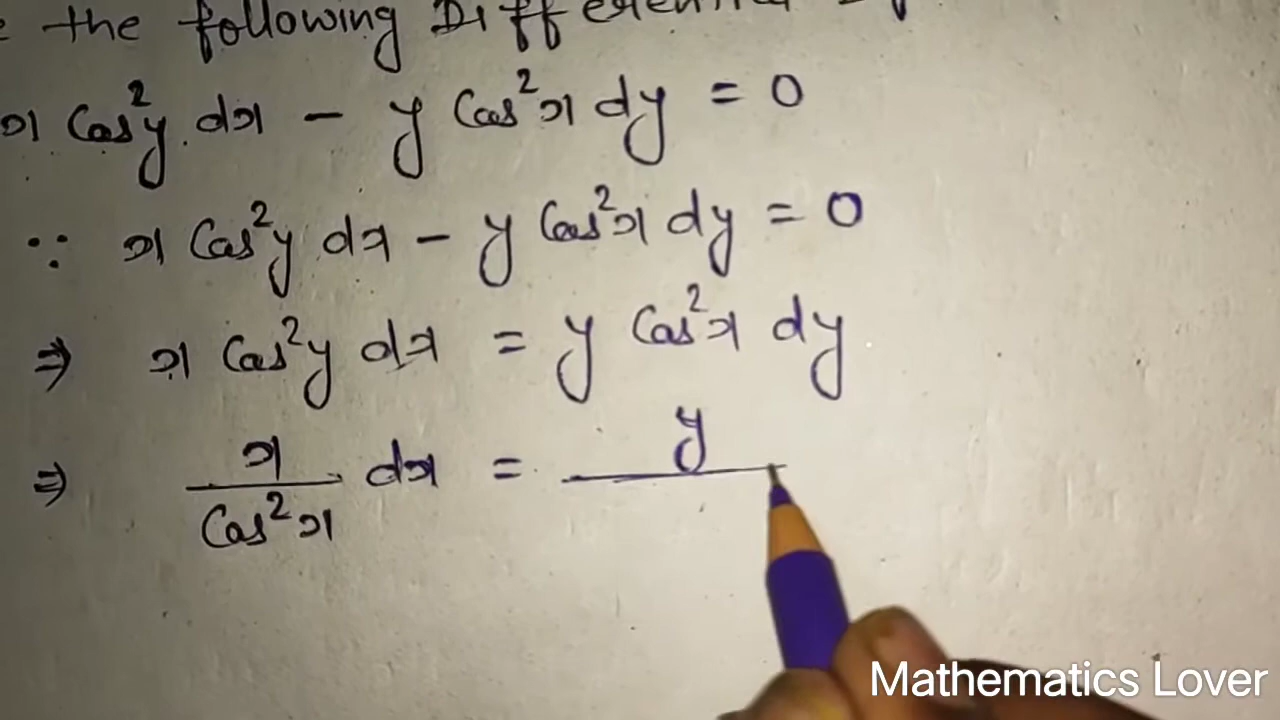 the following Differential
x Cos²y dx - y Cos²x dy = 0
∵ x Cos²y dx - y Cos²x dy = 0
⇒ x Cos²y dx = y Cos²x dy
⇒ x/Cos²x dx = y/
Mathematics Lover